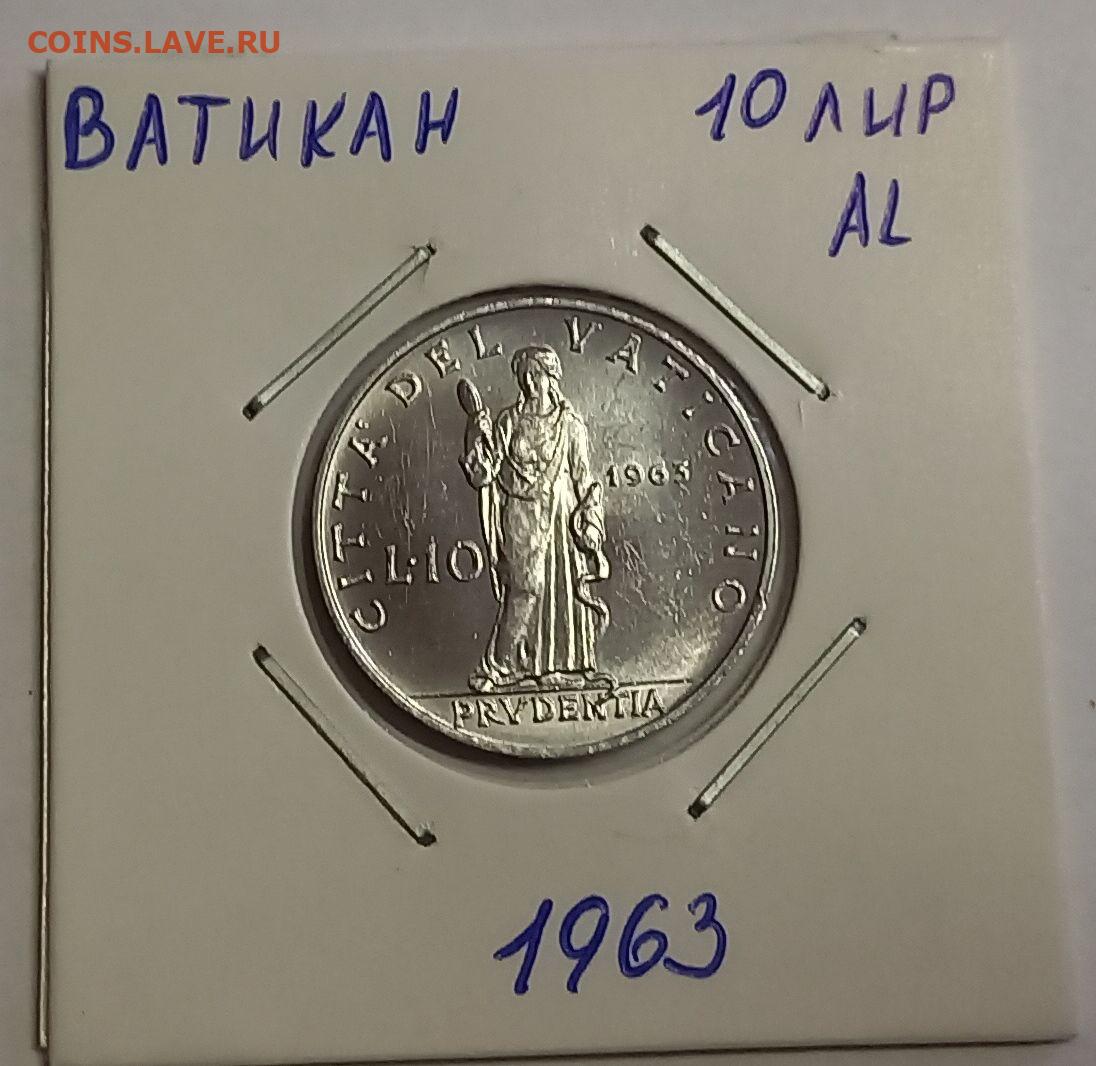 COINS.LAVE.RU
ВАТИКАН 10 ЛИР
AL
CITTA' DEL VATICANO
1963
L·10
PRVDENTIA
1963